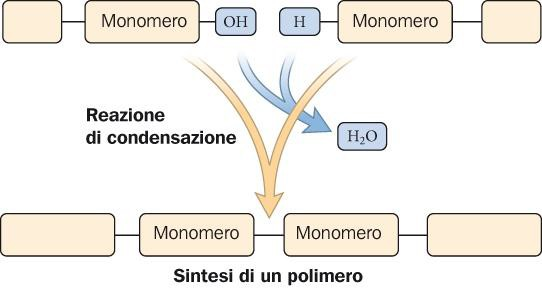 Monomero OH H Monomero
Reazione
di condensazione
H₂O
Monomero Monomero
Sintesi di un polimero